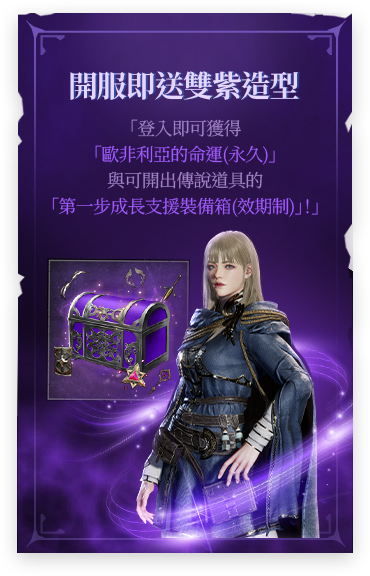 開服即送雙紫造型
「登入即可獲得
「歐非利亞的命運(永久)」
與可開出傳說道具的
「第一步成長支援裝備箱(效期制)」!」